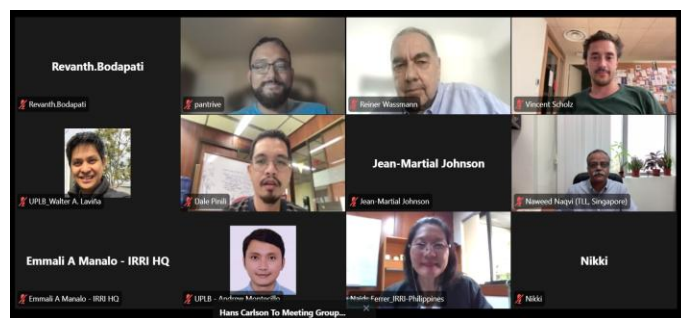 Revanth.Bodapati
Revanth.Bodapati
pantrive
Reiner Wassmann
Vincent Scholz
UPLB_Walter A. Laviña
Dale Pinili
Jean-Martial Johnson
Jean-Martial Johnson
Naweed Naqvi (TLL, Singapore)
Emmali A Manalo - IRRI HQ
Emmali A Manalo - IRRI HQ
UPLB - Andrew Montecillo
Ferrer_IRRI-Philippines
Nikki
Nikki
Hans Carlson To Meeting Group...